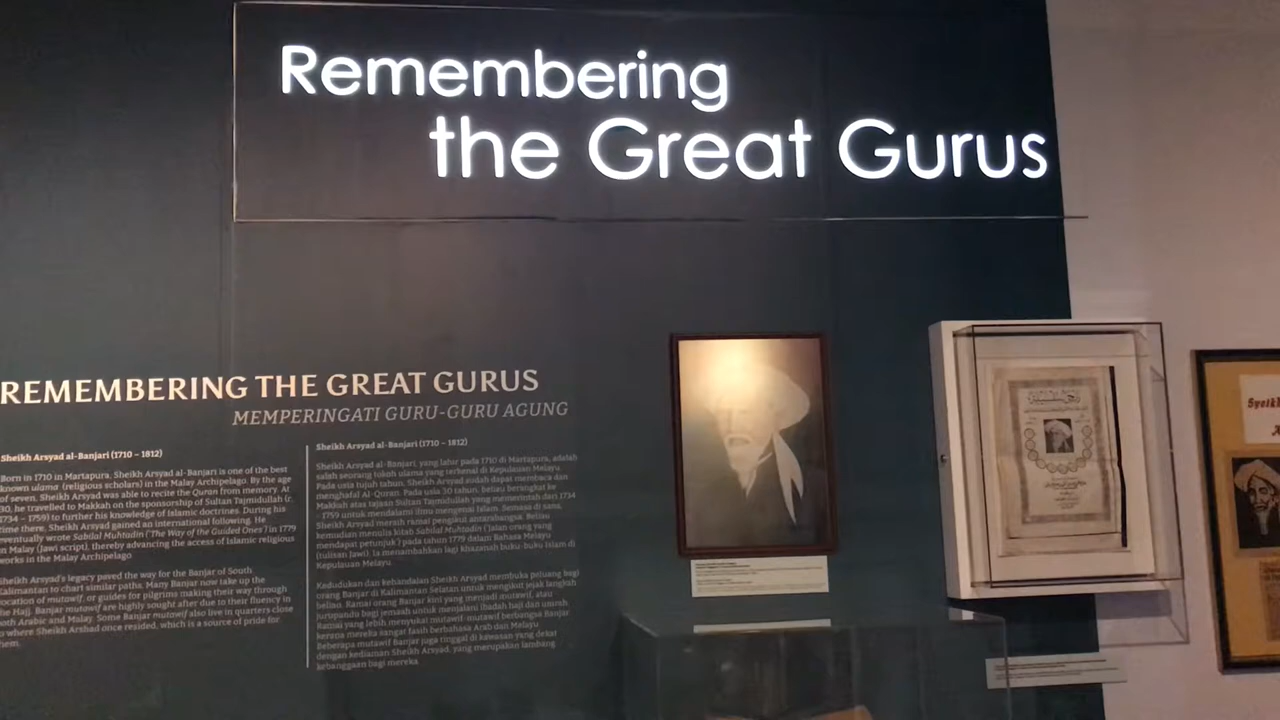 Remembering
the Great Gurus
REMEMBERING THE GREAT GURUS
MEMPERINGATI GURU-GURU AGUNG
Sheikh Arsyad al-Banjari (1710 – 1812)
Born in 1710 in Martapura, Sheikh Arsyad al-Banjari is one of the best
known ulama (religious scholars) in the Malay Archipelago. By the age
of seven, Sheikh Arsyad was able to recite the Quran from memory. At
30, he travelled to Makkah on the sponsorship of Sultan Tajmidullah (r.
1734 – 1759) to further his knowledge of Islamic doctrines. During his
time there, Sheikh Arsyad gained an international following. He
eventually wrote Sabilal Muhtadin ('The Way of the Guided Ones') in 1779
in Malay (Jawi script), thereby advancing the access of Islamic religious
works in the Malay Archipelago.
Sheikh Arsyad's legacy paved the way for the Banjar of South
Kalimantan to chart similar paths. Many Banjar now take up the
vocation of mutawif, or guides for pilgrims making their way through
the Hajj. Banjar mutawif are highly sought after due to their fluency in
both Arabic and Malay. Some Banjar mutawif also live in quarters close
to where Sheikh Arshad once resided, which is a source of pride for
them.
Sheikh Arsyad al-Banjari (1710 – 1812)
Sheikh Arsyad al-Banjari, yang lahir pada 1710 di Martapura, adalah
salah seorang tokoh ulama yang terkenal di Kepulauan Melayu.
Pada usia tujuh tahun, Sheikh Arsyad sudah dapat membaca dan
menghafal Al-Quran. Pada usia 30 tahun, beliau berangkat ke
Makkah atas tajaan Sultan Tajmidullah yang memerintah dari 1734
– 1759 untuk mendalami ilmu mengenai Islam. Semasa di sana,
Sheikh Arsyad meraih ramai pengikut antarabangsa. Beliau
kemudian menulis kitab Sabilal Muhtadin ('Jalan orang yang
mendapat petunjuk') pada tahun 1779 dalam Bahasa Melayu
(tulisan Jawi). Ia menambahkan lagi khazanah buku-buku Islam di
Kepulauan Melayu.
Kedudukan dan kehandalan Sheikh Arsyad membuka peluang bagi
orang Banjar di Kalimantan Selatan untuk mengikut jejak langkah
beliau. Ramai orang Banjar kini yang menjadi mutawif, atau
jurupandu bagi jemaah untuk menjalani ibadah haji dan umrah.
Ramai yang lebih menyukai mutawif-mutawif berbangsa Banjar
kerana mereka sangat fasih berbahasa Arab dan Melayu.
Beberapa mutawif Banjar juga tinggal di kawasan yang dekat
dengan kediaman Sheikh Arsyad, yang merupakan lambang
kebanggaan bagi mereka.
Syeikh